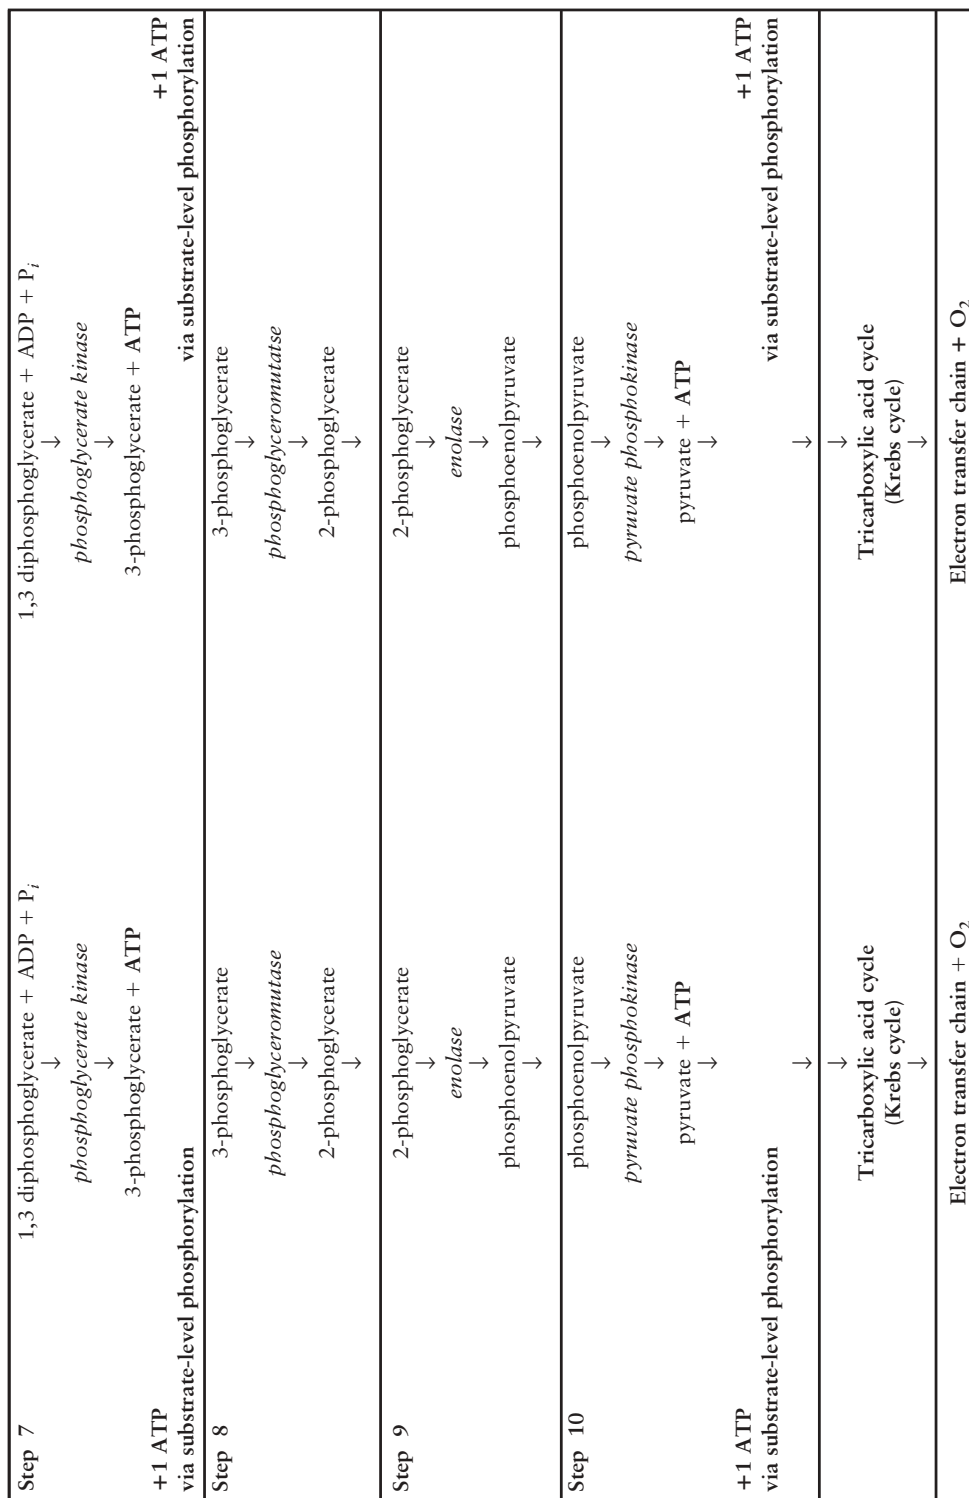 Step 7
1,3 diphosphoglycerate + ADP + Pi
1,3 diphosphoglycerate + ADP + Pi
↓
↓
phosphoglycerate kinase
phosphoglycerate kinase
↓
↓
3-phosphoglycerate + ATP
3-phosphoglycerate + ATP
+1 ATP
+1 ATP
via substrate-level phosphorylation
via substrate-level phosphorylation
Step 8
3-phosphoglycerate
3-phosphoglycerate
↓
↓
phosphoglyceromutase
phosphoglyceromutatse
↓
↓
2-phosphoglycerate
2-phosphoglycerate
↓
↓
Step 9
2-phosphoglycerate
2-phosphoglycerate
↓
↓
enolase
enolase
↓
↓
phosphoenolpyruvate
phosphoenolpyruvate
↓
↓
Step 10
phosphoenolpyruvate
phosphoenolpyruvate
↓
↓
pyruvate phosphokinase
pyruvate phosphokinase
↓
↓
pyruvate + ATP
pyruvate + ATP
↓
↓
+1 ATP
+1 ATP
via substrate-level phosphorylation
via substrate-level phosphorylation
↓
↓
↓
↓
Tricarboxylic acid cycle
Tricarboxylic acid cycle
(Krebs cycle)
(Krebs cycle)
↓
↓
Electron transfer chain + O2
Electron transfer chain + O2